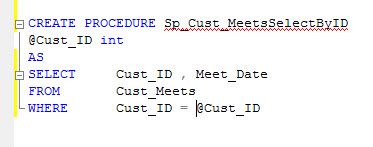 CREATE PROCEDURE Sp_Cust_MeetsSelectByID
@Cust_ID int
AS
SELECT Cust_ID , Meet_Date
FROM Cust_Meets
WHERE Cust_ID = @Cust_ID